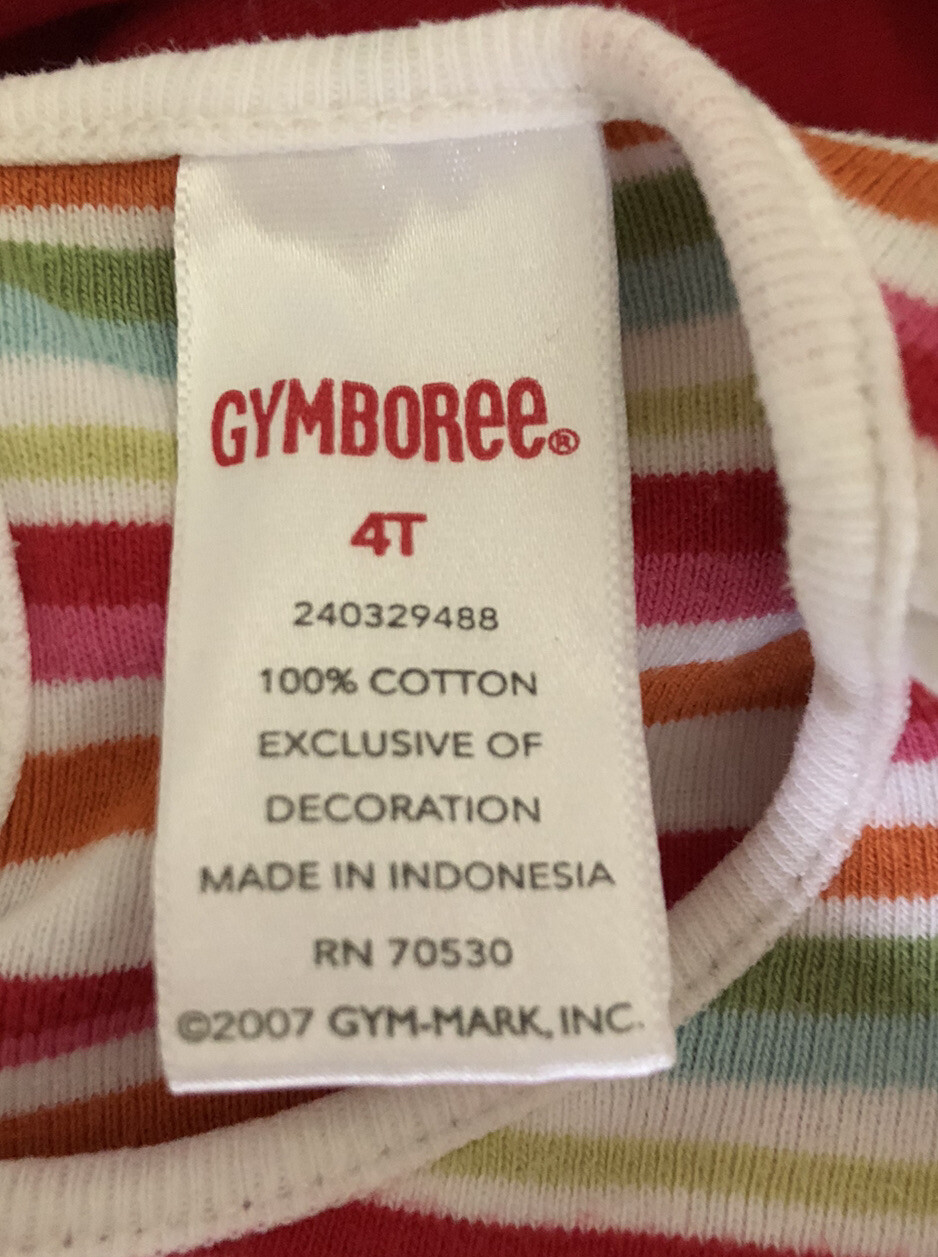 GYMBOREE®
4T
240329488
100% COTTON
EXCLUSIVE OF
DECORATION
MADE IN INDONESIA
RN 70530
©2007 GYM-MARK, INC.